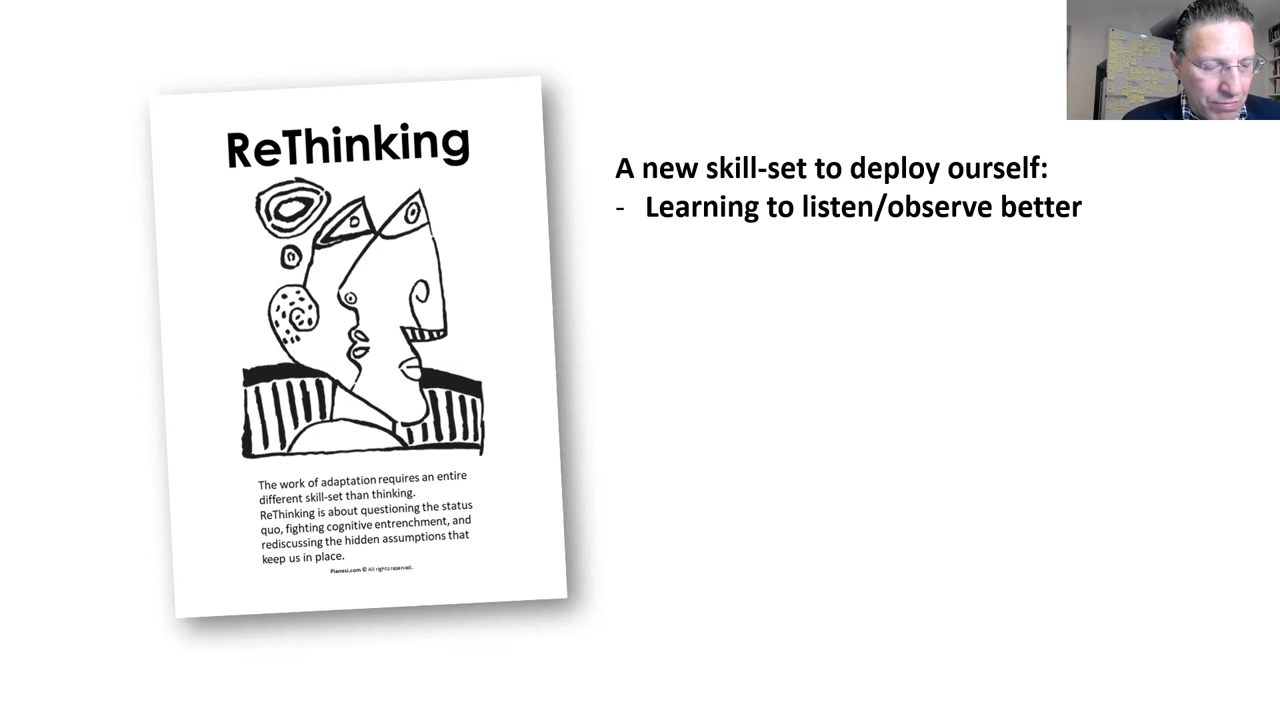 ReThinking
The work of adaptation requires an entire
different skill-set than thinking.
ReThinking is about questioning the status
quo, fighting cognitive entrenchment, and
rediscussing the hidden assumptions that
keep us in place.
Pianesi.com © All rights reserved.
A new skill-set to deploy ourself:
- Learning to listen/observe better